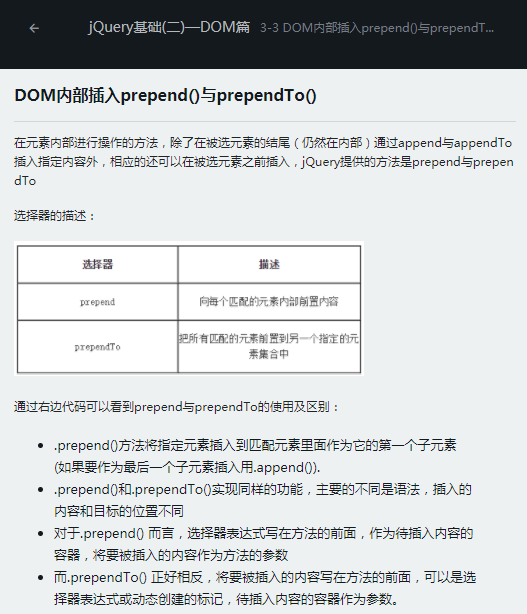 ← jQuery基础(二)—DOM篇 3-3 DOM内部插入prepend()与prependT...
DOM内部插入prepend()与prependTo()
在元素内部进行操作的方法，除了在被选元素的结尾（仍然在内部）通过append与appendTo
插入指定内容外，相应的还可以在被选元素之前插入，jQuery提供的方法是prepend与prepen
dTo
选择器的描述：
选择器 描述
prepend 向每个匹配的元素内部前置内容
prependTo 把所有匹配的元素前置到另一个指定的元
素集合中
通过右边代码可以看到prepend与prependTo的使用及区别：
• .prepend()方法将指定元素插入到匹配元素里面作为它的第一个子元素
(如果要作为最后一个子元素插入用.append()).
• .prepend()和.prependTo()实现同样的功能，主要的不同是语法，插入的
内容和目标的位置不同
• 对于.prepend() 而言，选择器表达式写在方法的前面，作为待插入内容的
容器，将要被插入的内容作为方法的参数
• 而.prependTo() 正好相反，将要被插入的内容写在方法的前面，可以是选
择器表达式或动态创建的标记，待插入内容的容器作为参数。